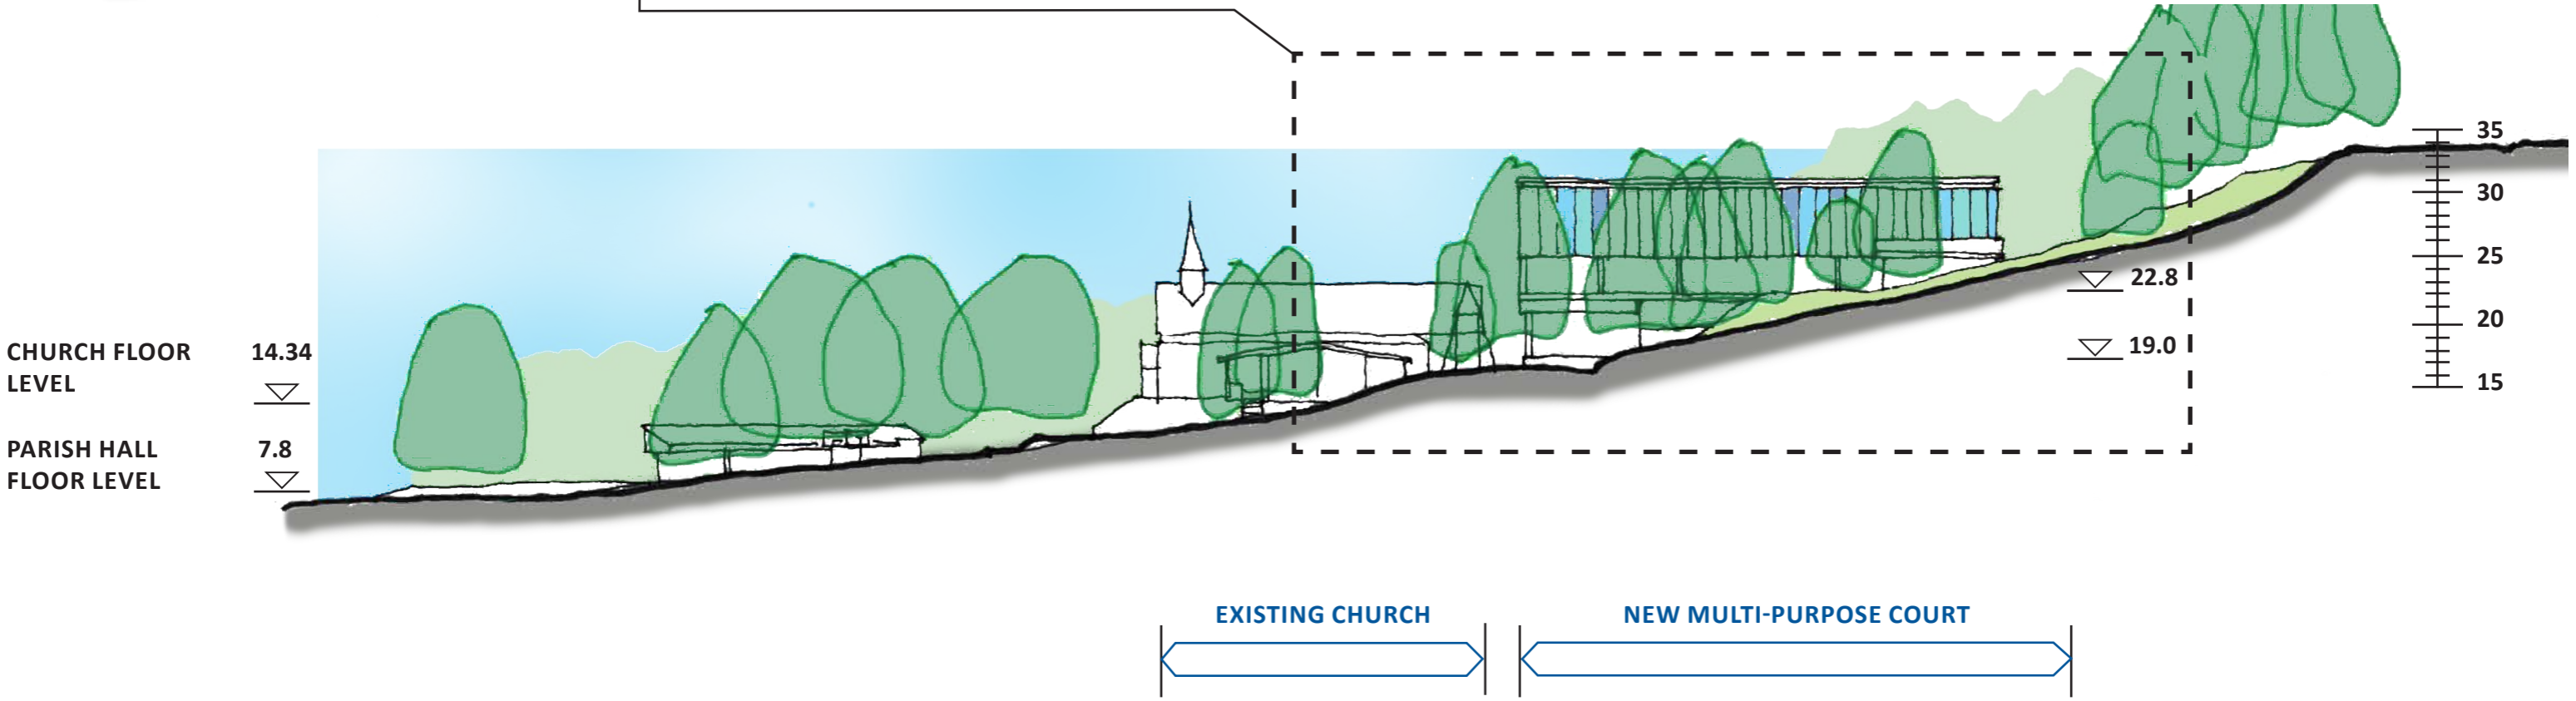 CHURCH FLOOR
LEVEL
14.34
PARISH HALL
FLOOR LEVEL
7.8
22.8
19.0
35
30
25
20
15
EXISTING CHURCH
NEW MULTI-PURPOSE COURT